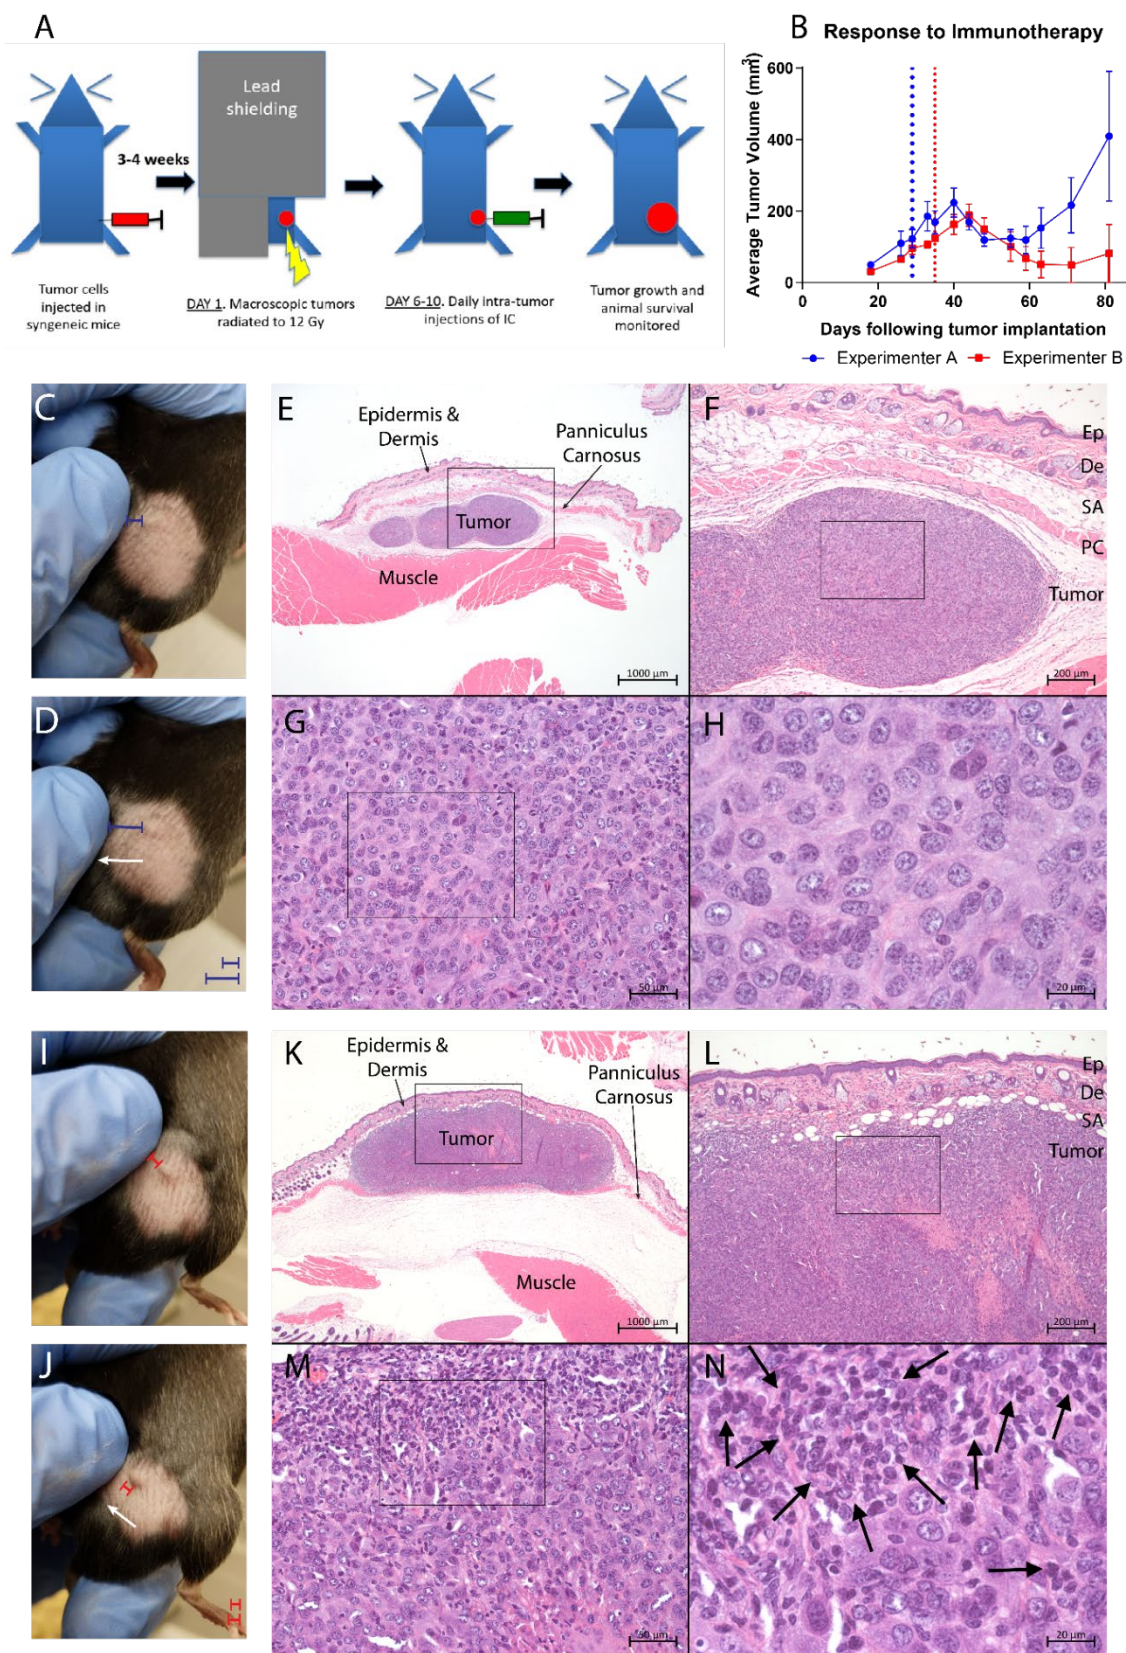 A
Lead
shielding
3-4 weeks
Tumor cells
injected in
syngeneic mice
DAY 1. Macroscopic tumors
radiated to 12 Gy
DAY 6-10. Daily intra-tumor
injections of IC
Tumor growth and
animal survival
monitored
B
Response to Immunotherapy
Average Tumor Volume (mm³)
600
400
200
0
20
40
60
80
Days following tumor implantation
Experimenter A
Experimenter B
C
D
E
Epidermis &
Dermis
Panniculus
Carnosus
Tumor
Muscle
1000 µm
F
Ep
De
SA
PC
Tumor
200 µm
G
50 µm
H
20 µm
I
J
K
Epidermis &
Dermis
Panniculus
Carnosus
Tumor
Muscle
1000 µm
L
Ep
De
SA
Tumor
200 µm
M
50 µm
N
20 µm